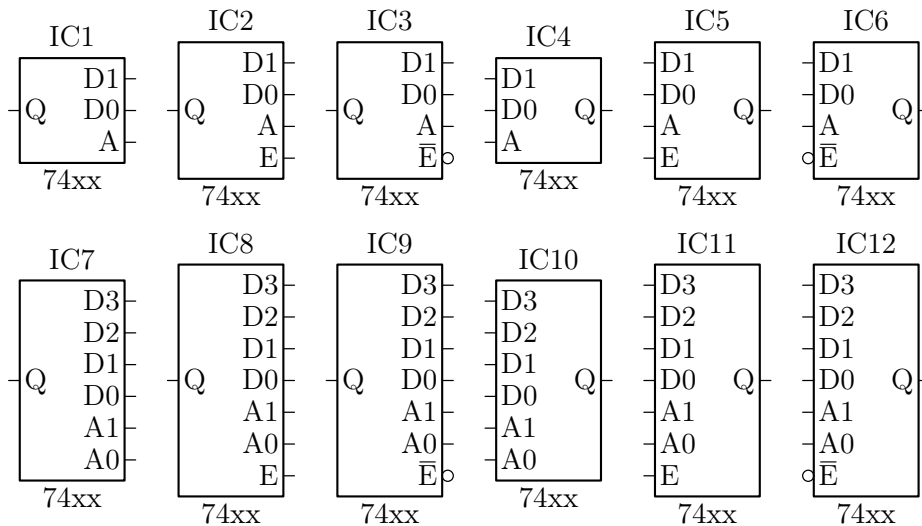 IC1
D1
Q D0
A
74xx
IC2
D1
D0
Q
A
E
74xx
IC3
D1
D0
Q
A
E̅
74xx
IC4
D1
D0 Q
A
74xx
IC5
D1
D0
Q
A
E
74xx
IC6
D1
D0
Q
A
E̅
74xx
IC7
D3
D2
D1
Q
D0
A1
A0
74xx
IC8
D3
D2
D1
Q D0
A1
A0
E
74xx
IC9
D3
D2
D1
Q D0
A1
A0
E̅
74xx
IC10
D3
D2
D1
Q
D0
A1
A0
74xx
IC11
D3
D2
D1
D0 Q
A1
A0
E
74xx
IC12
D3
D2
D1
D0 Q
A1
A0
E̅
74xx